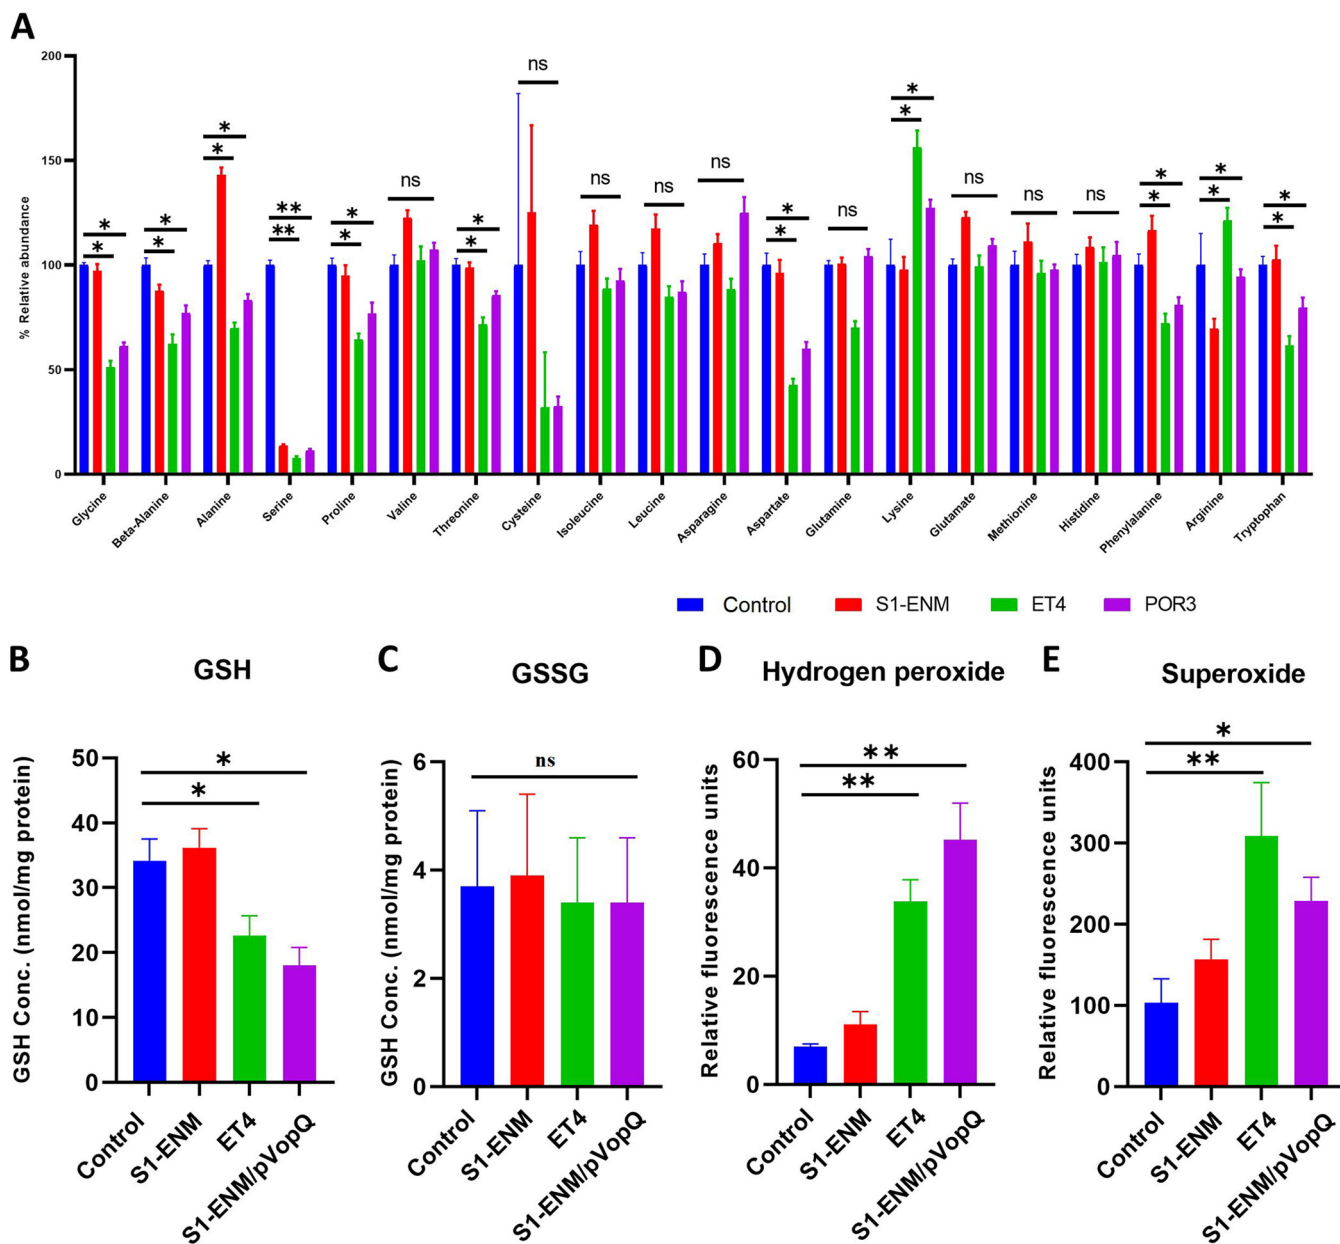 A
200
150
100
50
0
% Relative abundance
* *
* *
* *
** **
* *
ns
* *
ns
ns
ns
ns
* *
ns
* *
ns
ns
ns
* *
* *
* *
Glycine
Beta-Alanine
Alanine
Serine
Proline
Valine
Threonine
Cysteine
Isoleucine
Leucine
Asparagine
Aspartate
Glutamine
Lysine
Glutamate
Methionine
Histidine
Phenylalanine
Arginine
Tryptophan
Control S1-ENM ET4 POR3
B
GSH
GSH Conc. (nmol/mg protein)
50
40
30
20
10
0
*
*
Control
S1-ENM
ET4
S1-ENM/pVopQ
C
GSSG
GSH Conc. (nmol/mg protein)
6
4
2
0
ns
Control
S1-ENM
ET4
S1-ENM/pVopQ
D
Hydrogen peroxide
Relative fluorescence units
60
40
20
0
**
**
Control
S1-ENM
ET4
S1-ENM/pVopQ
E
Superoxide
Relative fluorescence units
400
300
200
100
0
*
**
Control
S1-ENM
ET4
S1-ENM/pVopQ